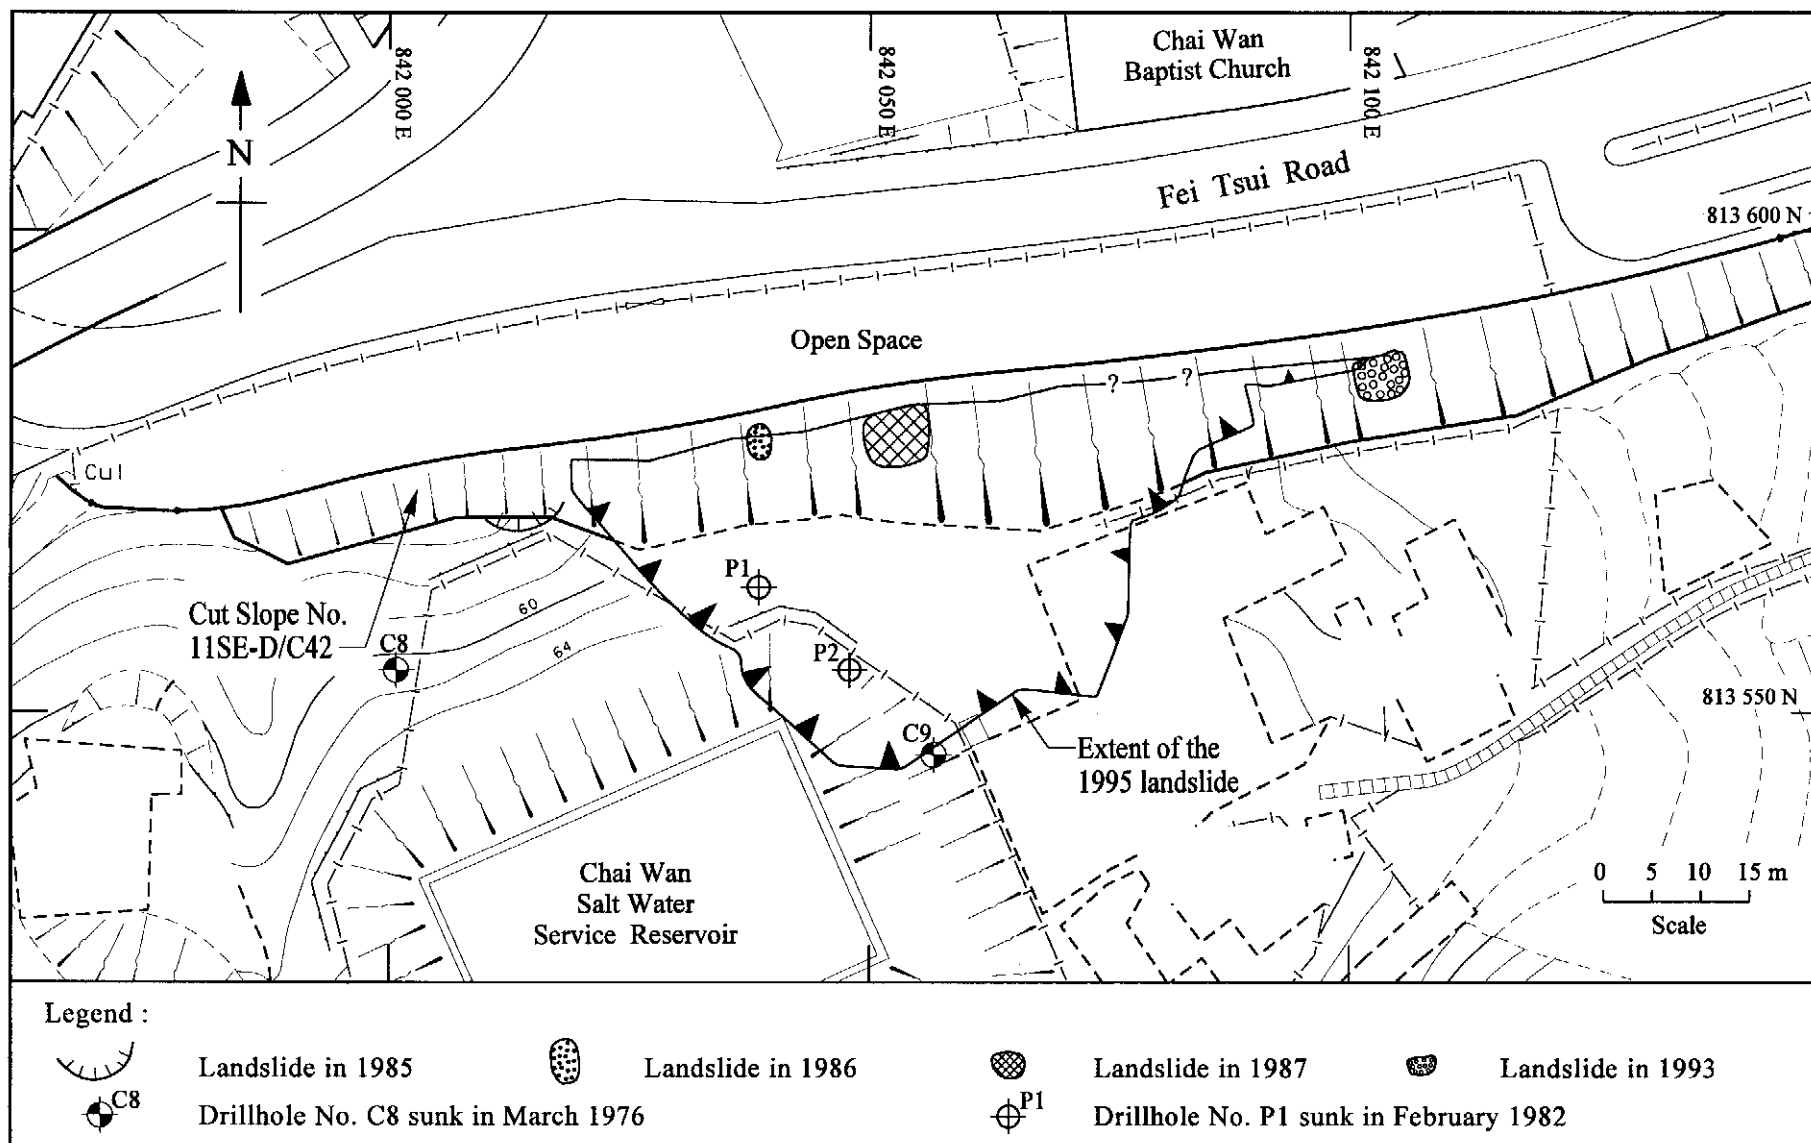 Chai Wan
Baptist Church
842 000 E
842 050 E
842 100 E
N
Fei Tsui Road
813 600 N
Open Space
Cul
Cut Slope No.
11SE-D/C42
60
64
C8
P1
P2
C9
? ?
813 550 N
Extent of the
1995 landslide
Chai Wan
Salt Water
Service Reservoir
0 5 10 15 m
Scale
Legend :
Landslide in 1985
Landslide in 1986
Landslide in 1987
Landslide in 1993
C8 Drillhole No. C8 sunk in March 1976
P1 Drillhole No. P1 sunk in February 1982